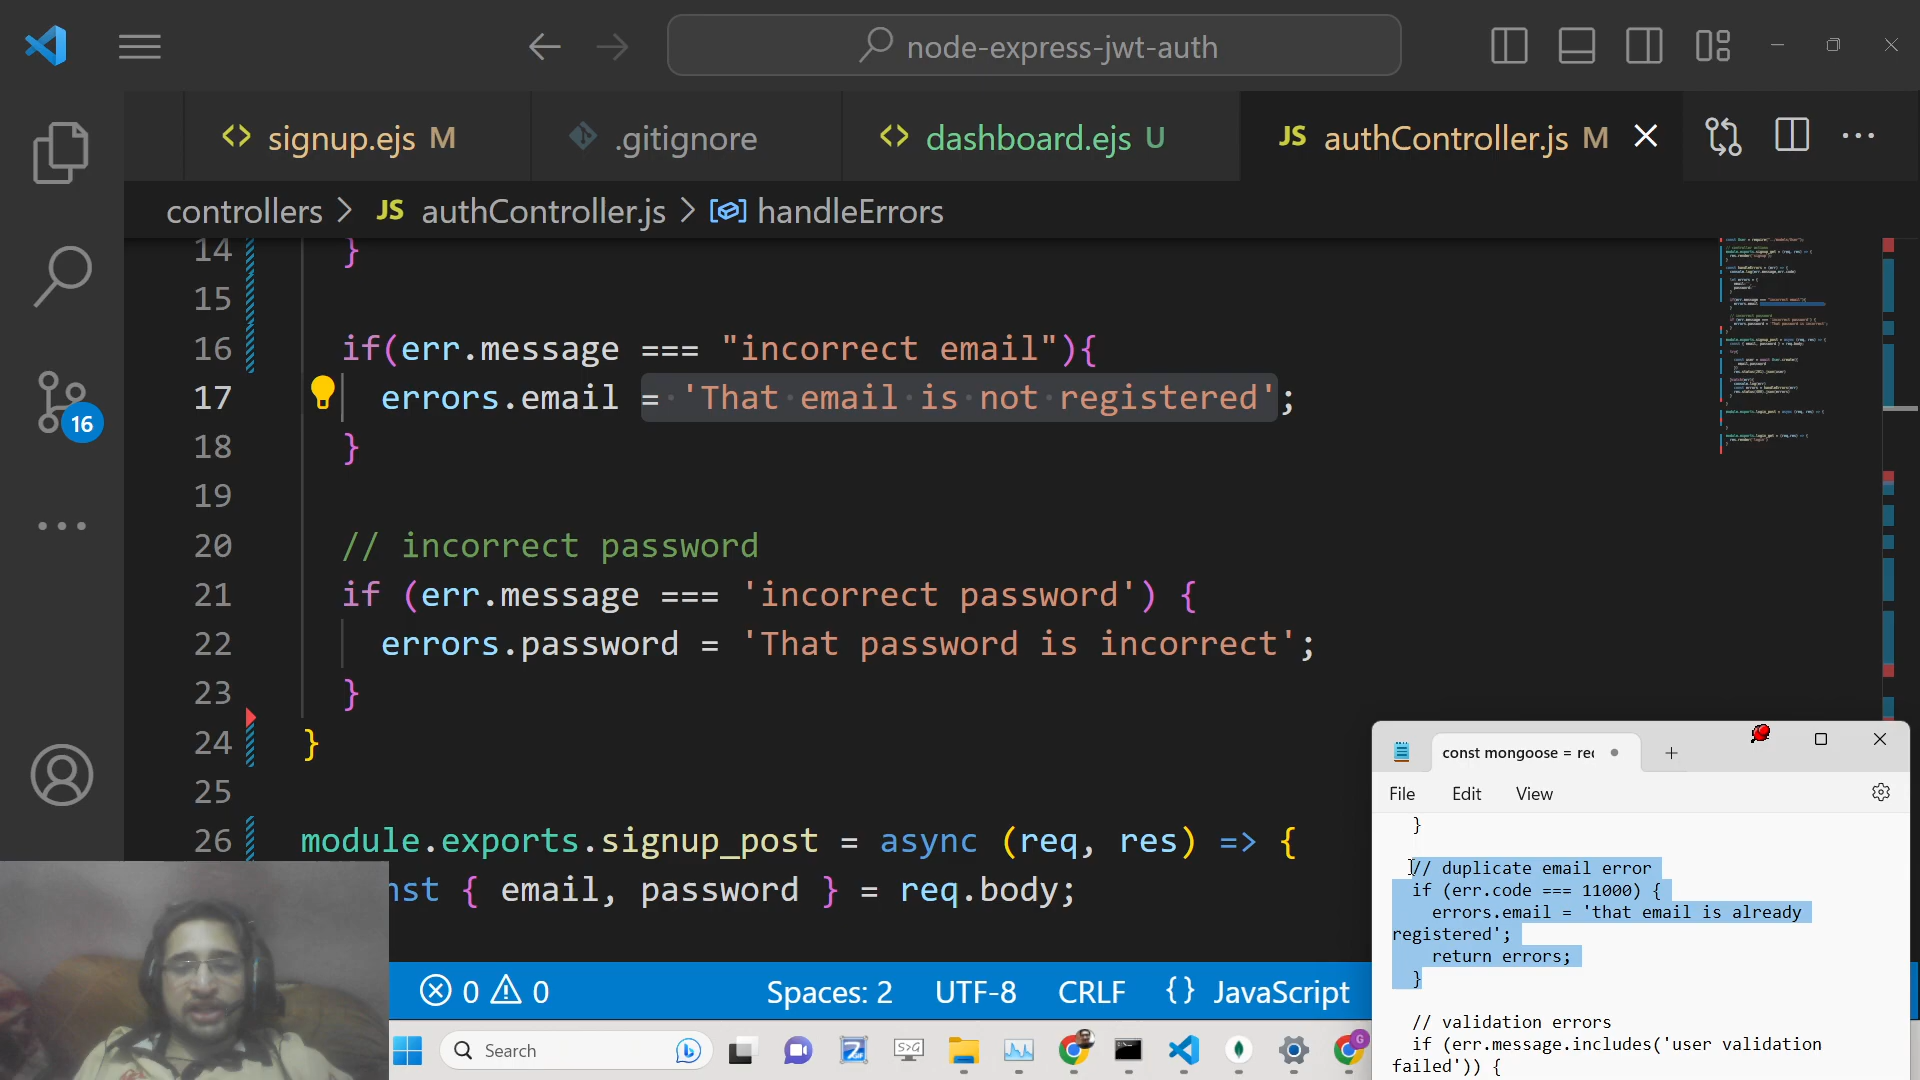 node-express-jwt-auth
signup.ejs M
.gitignore
dashboard.ejs U
JS authController.js M
controllers > JS authController.js > handleErrors
14 }
15
16 if(err.message === "incorrect email"){
17 errors.email = 'That email is not registered';
18 }
19
20 // incorrect password
21 if (err.message === 'incorrect password') {
22 errors.password = 'That password is incorrect';
23 }
24 }
25
26 module.exports.signup_post = async (req, res) => {
nst { email, password } = req.body;
16
0 0
Spaces: 2 UTF-8 CRLF {} JavaScript
const mongoose = rec
File Edit View
}
// duplicate email error
if (err.code === 11000) {
errors.email = 'that email is already
registered';
return errors;
}
// validation errors
if (err.message.includes('user validation
failed')) {
Search